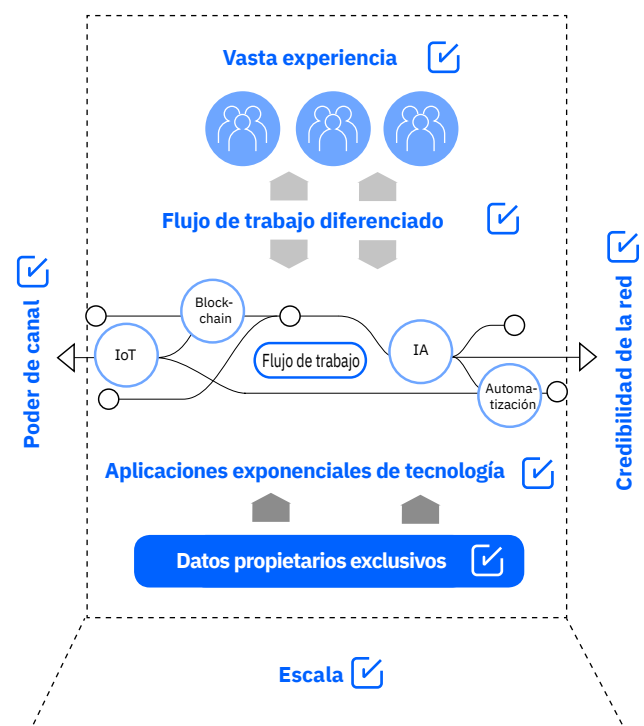 Vasta experiencia
Flujo de trabajo diferenciado
Poder de canal
Credibilidad de la red
Block-
chain
IoT
Flujo de trabajo
IA
Automa-
tización
Aplicaciones exponenciales de tecnología
Datos propietarios exclusivos
Escala